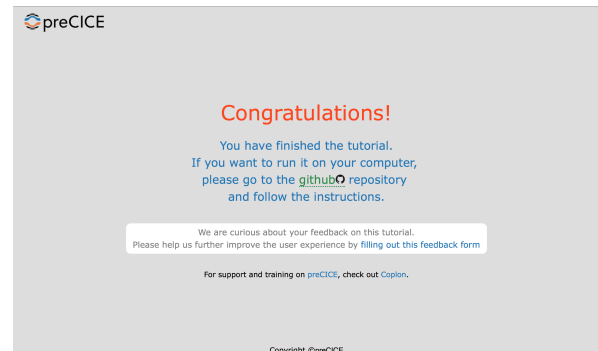 preCICE
Congratulations!
You have finished the tutorial.
If you want to run it on your computer,
please go to the github repository
and follow the instructions.
We are curious about your feedback on this tutorial.
Please help us further improve the user experience by filling out this feedback form
For support and training on preCICE, check out Coplon.
Copyright ©preCICE